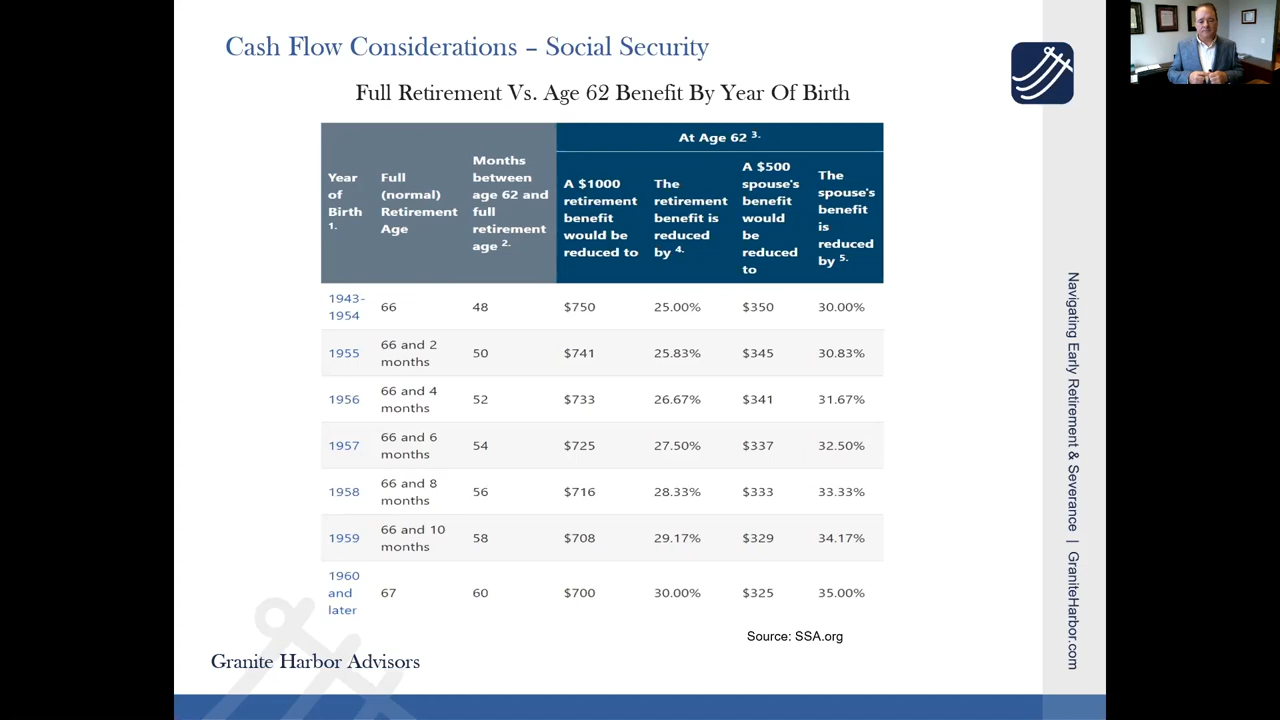 Cash Flow Considerations – Social Security
Full Retirement Vs. Age 62 Benefit By Year Of Birth
At Age 62 3.
Year
of
Birth
1.
Full
(normal)
Retirement
Age
Months
between
age 62 and
full
retirement
age 2.
A $1000
retirement
benefit
would be
reduced to
The
retirement
benefit is
reduced
by 4.
A $500
spouse's
benefit
would
be
reduced
to
The
spouse's
benefit
is
reduced
by 5.
1943-
1954
66
48
$750
25.00%
$350
30.00%
1955
66 and 2
months
50
$741
25.83%
$345
30.83%
1956
66 and 4
months
52
$733
26.67%
$341
31.67%
1957
66 and 6
months
54
$725
27.50%
$337
32.50%
1958
66 and 8
months
56
$716
28.33%
$333
33.33%
1959
66 and 10
months
58
$708
29.17%
$329
34.17%
1960
and
later
67
60
$700
30.00%
$325
35.00%
Source: SSA.org
Granite Harbor Advisors
Navigating Early Retirement & Severance | GraniteHarbor.com